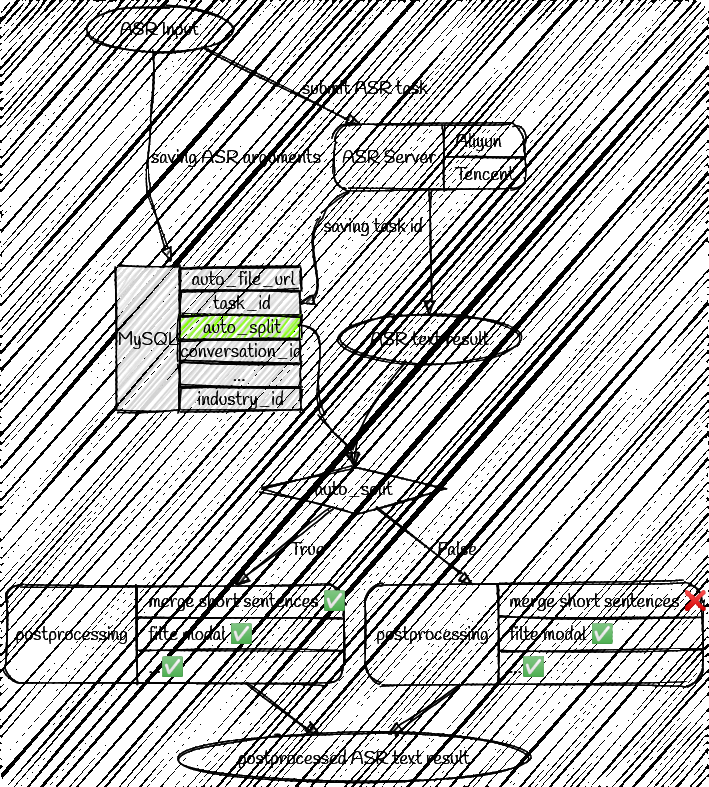 ASR Input
submit ASR task
saving ASR arguments
ASR Server
Aliyun
Tencent
saving task id
MySQL
auto_file_url
task_id
auto_split
conversation_id
...
industry_id
ASR text result
auto_split
True
False
postprocessing
merge short sentences ✅
filte modal ✅
... ✅
postprocessing
merge short sentences ❌
filte modal ✅
... ✅
postprocessed ASR text result